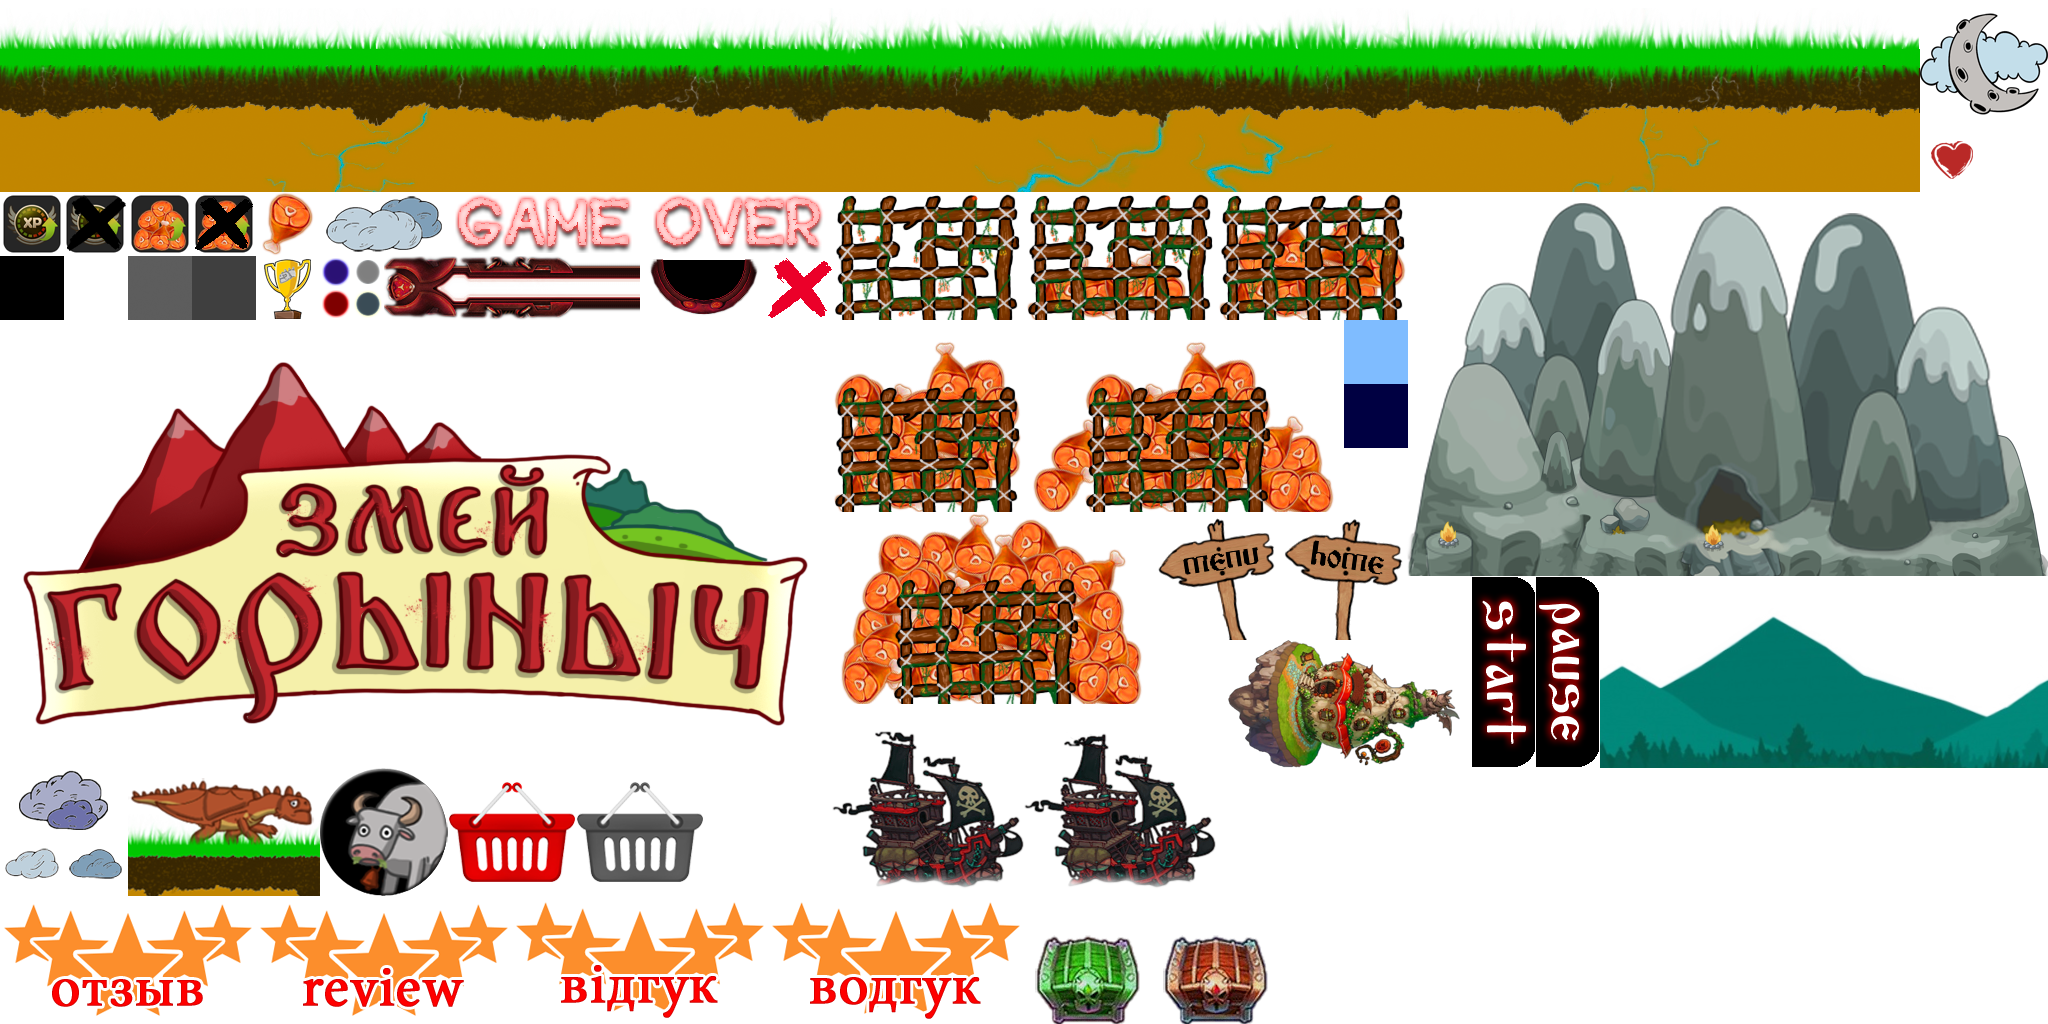 XP
GAME OVER
змей
горыныч
menu
home
start
pause
отзыв
review
відгук
водгук